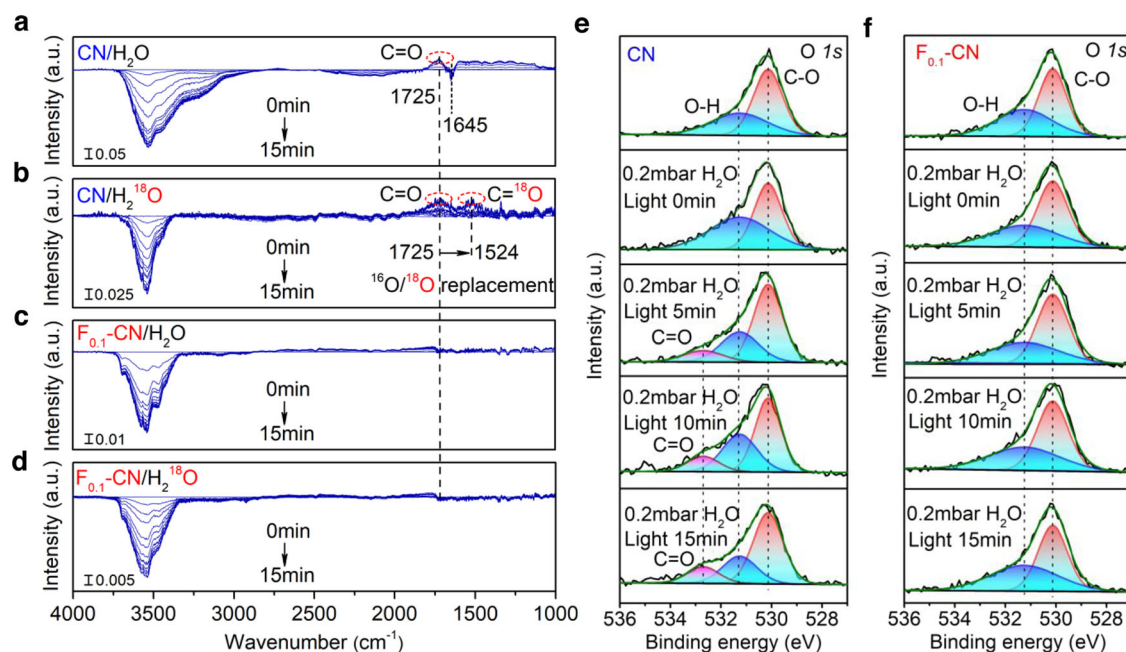 a
CN/H₂O
C=O
0min
1725
1645
15min
I0.05
Intensity (a.u.)
b
CN/H₂¹⁸O
C=O
C=¹⁸O
0min
1725
1524
15min
¹⁶O/¹⁸O replacement
I0.025
Intensity (a.u.)
c
F₀.₁-CN/H₂O
0min
15min
I0.01
Intensity (a.u.)
d
F₀.₁-CN/H₂¹⁸O
0min
15min
I0.005
Intensity (a.u.)
4000 3500 3000 2500 2000 1500 1000
Wavenumber (cm⁻¹)
e
CN
O 1s
C-O
O-H
0.2mbar H₂O
Light 0min
0.2mbar H₂O
Light 5min
C=O
0.2mbar H₂O
Light 10min
C=O
0.2mbar H₂O
Light 15min
C=O
Intensity (a.u.)
536 534 532 530 528
Binding energy (eV)
f
F₀.₁-CN
O 1s
C-O
O-H
0.2mbar H₂O
Light 0min
0.2mbar H₂O
Light 5min
0.2mbar H₂O
Light 10min
0.2mbar H₂O
Light 15min
Intensity (a.u.)
536 534 532 530 528
Binding energy (eV)